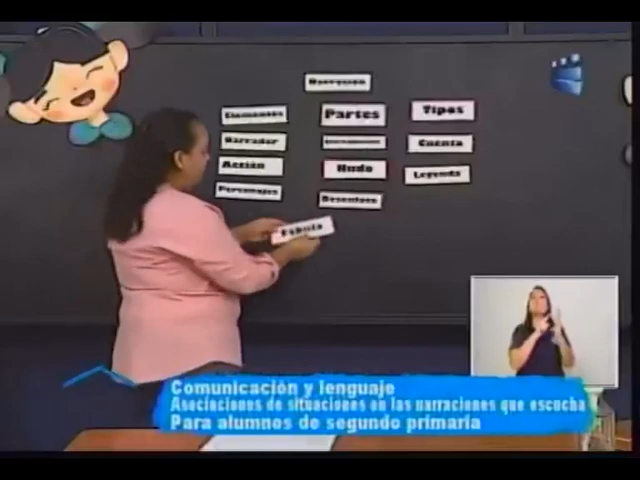 Narración
Elementos
Partes
Tipos
Narrador
Cuento
Acción
Nudo
Leyenda
Personajes
Desenlace
Fábula
Comunicación y lenguaje
Asociaciones de situaciones en las narraciones que escucha
Para alumnos de segundo primaria